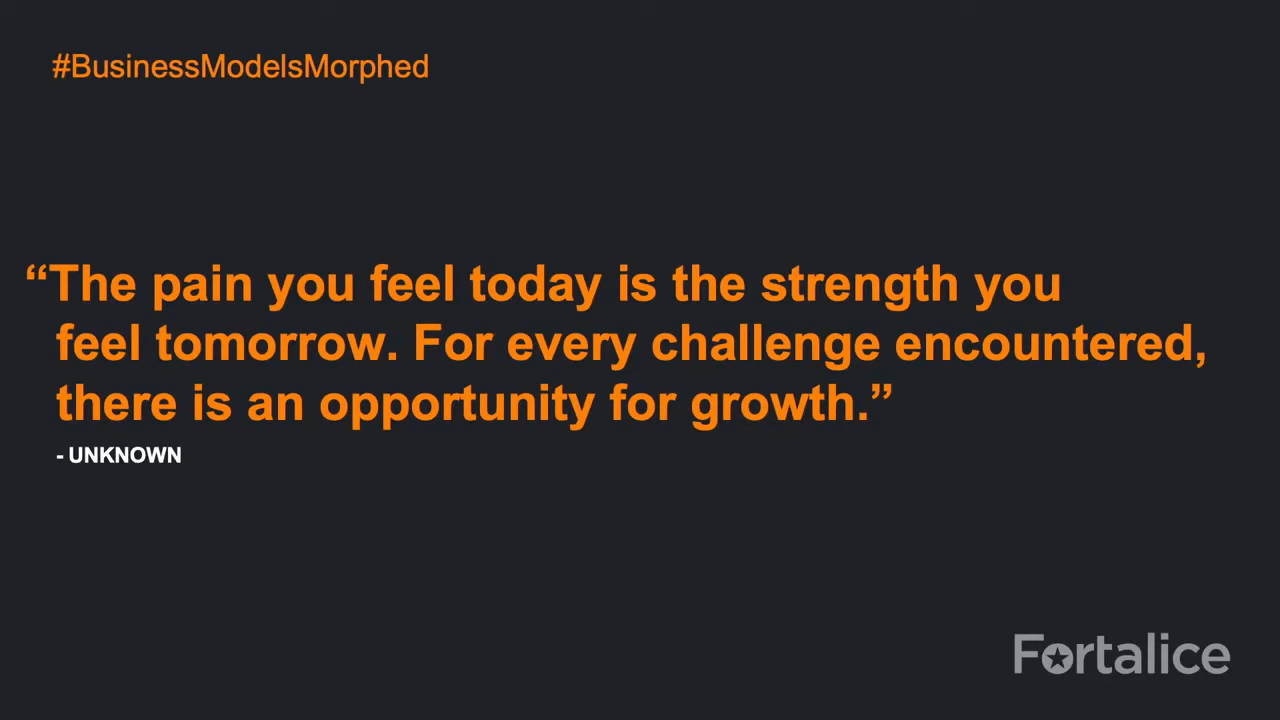 #BusinessModelsMorphed
“The pain you feel today is the strength you
feel tomorrow. For every challenge encountered,
there is an opportunity for growth.”
- UNKNOWN
Fortalice